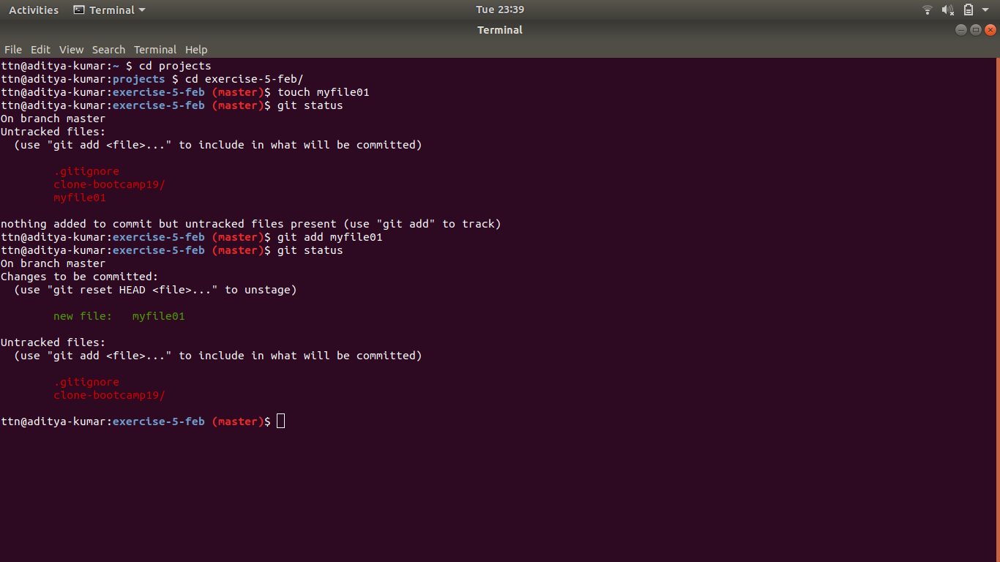 Activities Terminal Tue 23:39
Terminal
File Edit View Search Terminal Help
ttn@aditya-kumar:~ $ cd projects
ttn@aditya-kumar:projects $ cd exercise-5-feb/
ttn@aditya-kumar:exercise-5-feb (master)$ touch myfile01
ttn@aditya-kumar:exercise-5-feb (master)$ git status
On branch master
Untracked files:
  (use "git add <file>..." to include in what will be committed)

        .gitignore
        clone-bootcamp19/
        myfile01

nothing added to commit but untracked files present (use "git add" to track)
ttn@aditya-kumar:exercise-5-feb (master)$ git add myfile01
ttn@aditya-kumar:exercise-5-feb (master)$ git status
On branch master
Changes to be committed:
  (use "git reset HEAD <file>..." to unstage)

        new file:   myfile01

Untracked files:
  (use "git add <file>..." to include in what will be committed)

        .gitignore
        clone-bootcamp19/

ttn@aditya-kumar:exercise-5-feb (master)$